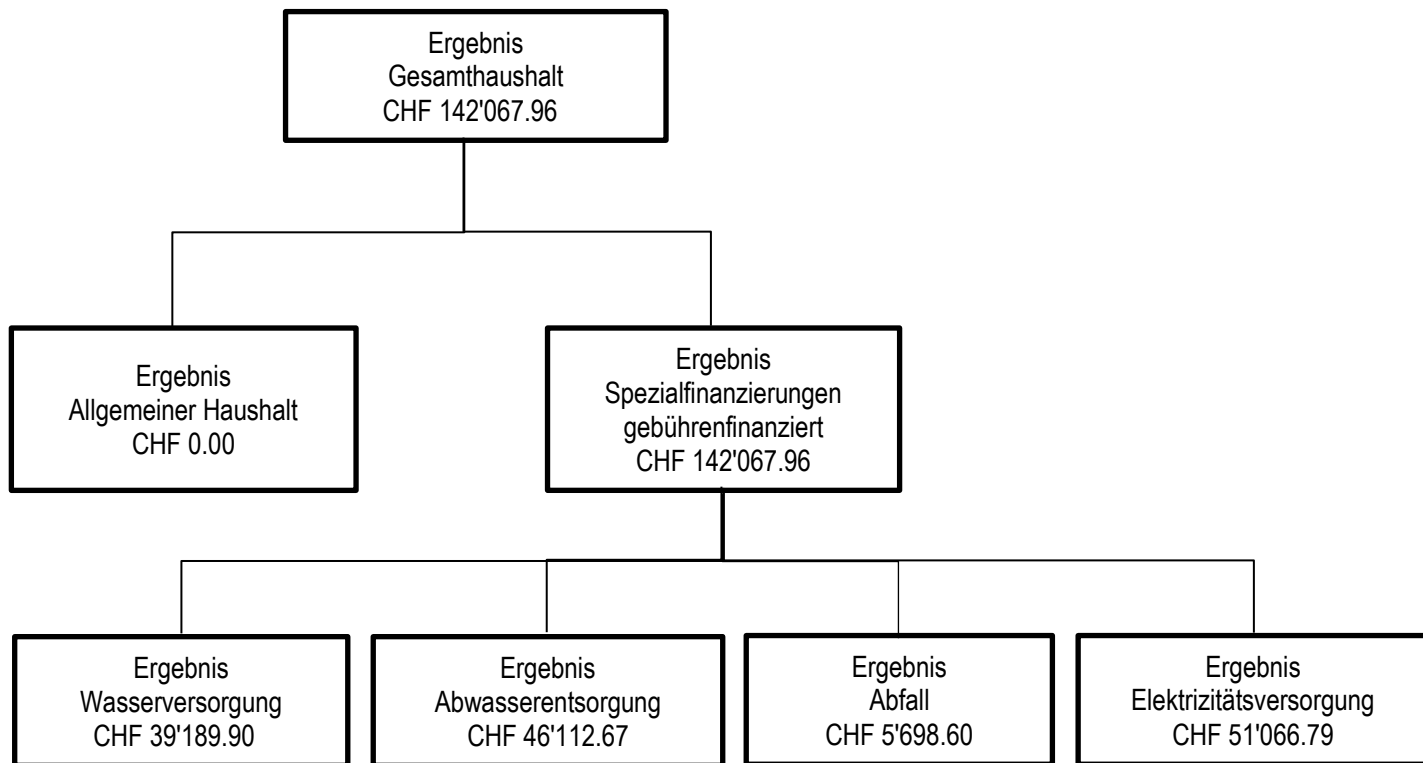 Ergebnis
Gesamthaushalt
CHF 142'067.96
Ergebnis
Allgemeiner Haushalt
CHF 0.00
Ergebnis
Spezialfinanzierungen
gebührenfinanziert
CHF 142'067.96
Ergebnis
Wasserversorgung
CHF 39'189.90
Ergebnis
Abwasserentsorgung
CHF 46'112.67
Ergebnis
Abfall
CHF 5'698.60
Ergebnis
Elektrizitätsversorgung
CHF 51'066.79